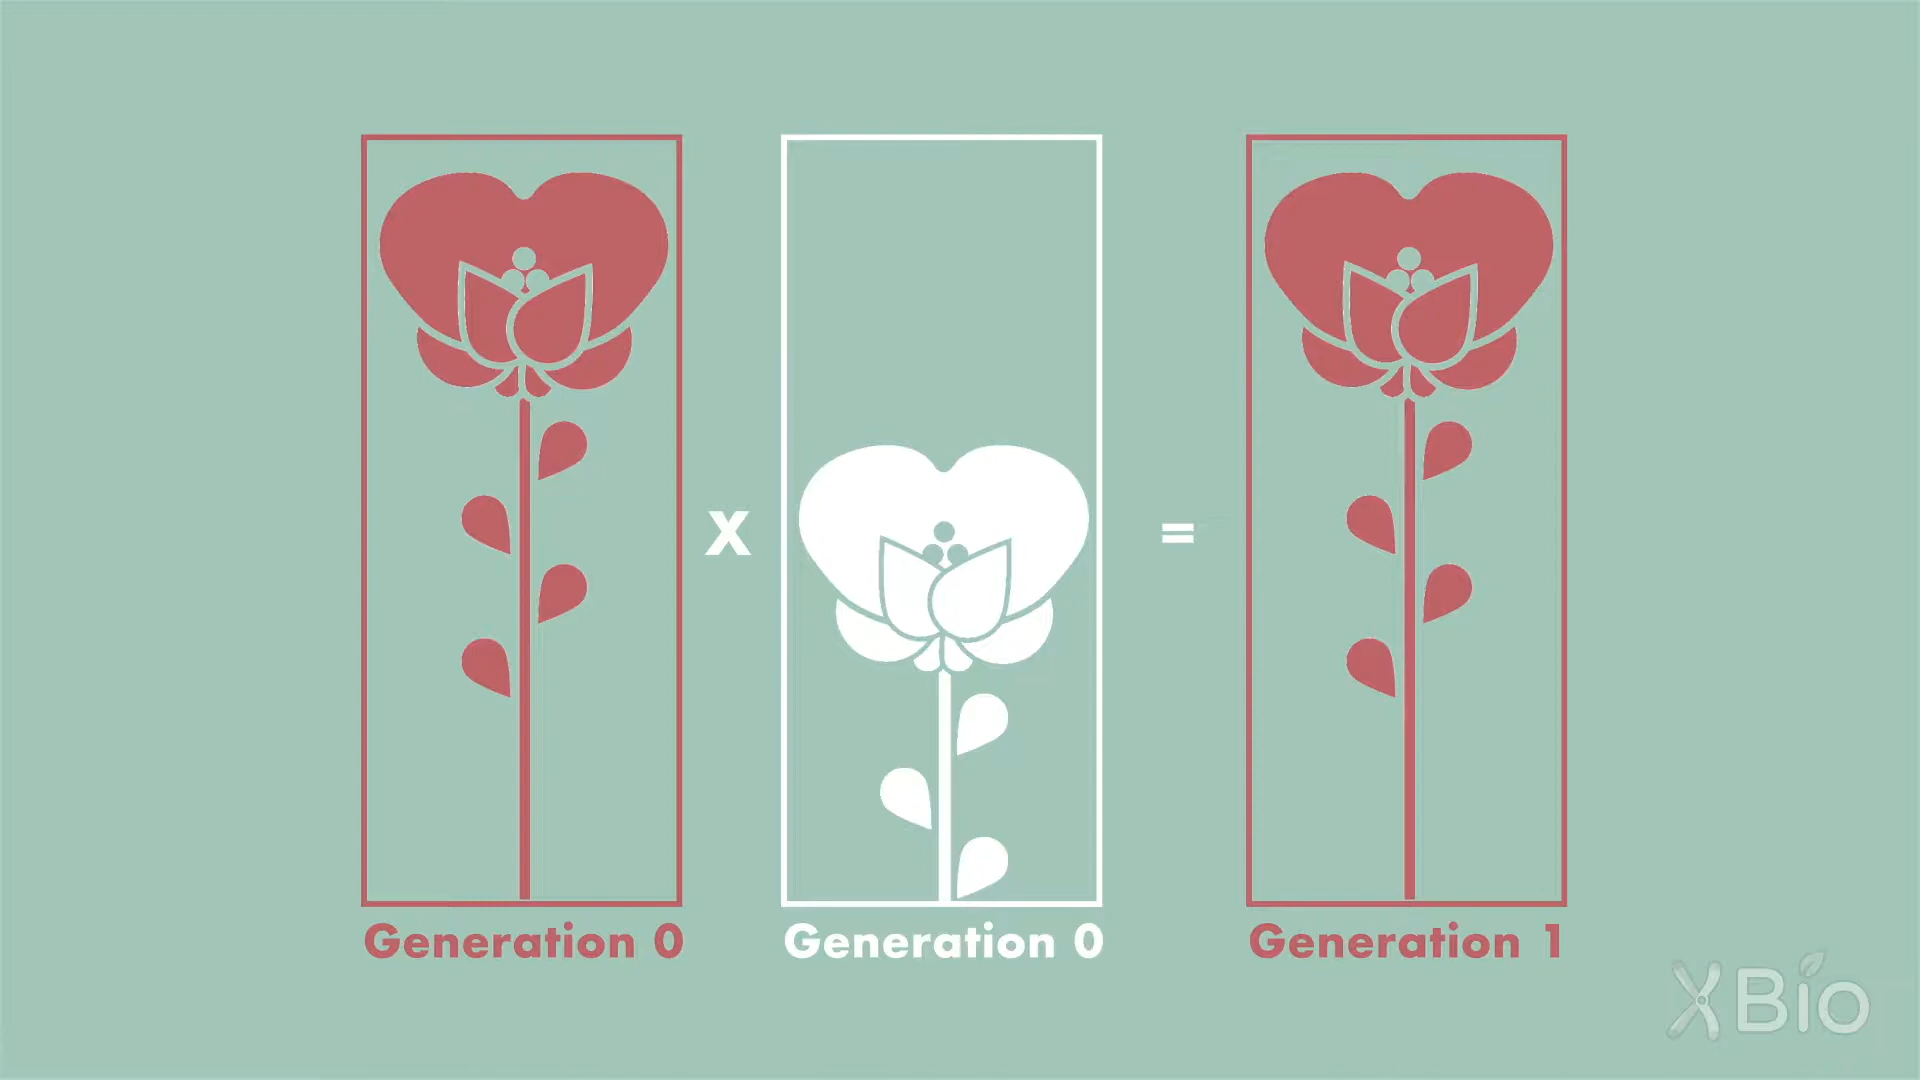 x
=
Generation 0
Generation 0
Generation 1
XBio